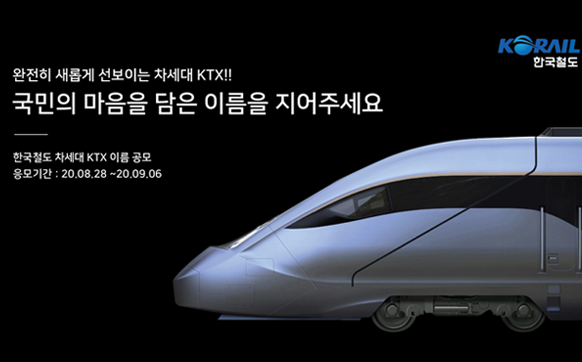 KORAIL
한국철도
완전히 새롭게 선보이는 차세대 KTX!!
국민의 마음을 담은 이름을 지어주세요
한국철도 차세대 KTX 이름 공모
응모기간 : 20.08.28 ~20.09.06